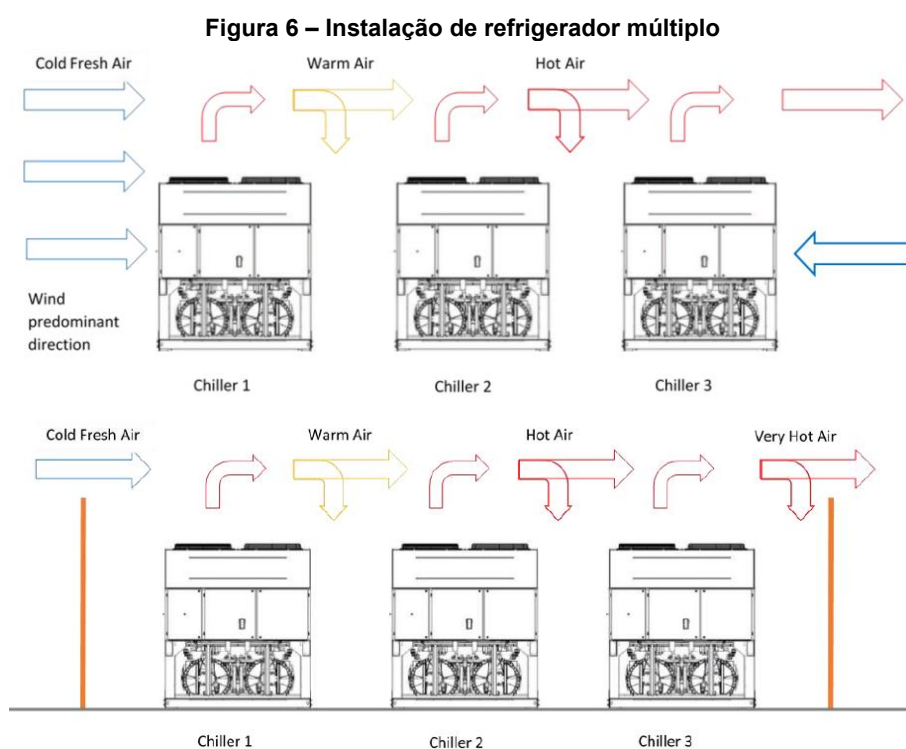 Figura 6 – Instalação de refrigerador múltiplo
Cold Fresh Air
Warm Air
Hot Air
Wind
predominant
direction
Chiller 1
Chiller 2
Chiller 3
Cold Fresh Air
Warm Air
Hot Air
Very Hot Air
Chiller 1
Chiller 2
Chiller 3